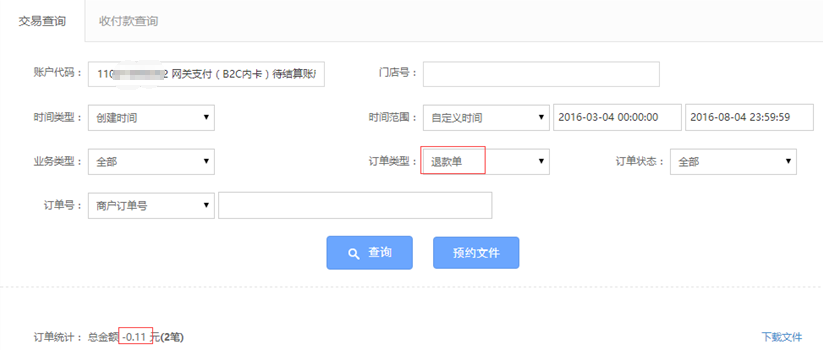 交易查询 收付款查询
账户代码： 110 2 网关支付（B2C内卡）待结算账 门店号：
时间类型： 创建时间 时间范围： 自定义时间 2016-03-04 00:00:00 2016-08-04 23:59:59
业务类型： 全部 订单类型： 退款单 订单状态： 全部
订单号： 商户订单号
查询 预约文件
订单统计： 总金额 -0.11 元(2笔) 下载文件